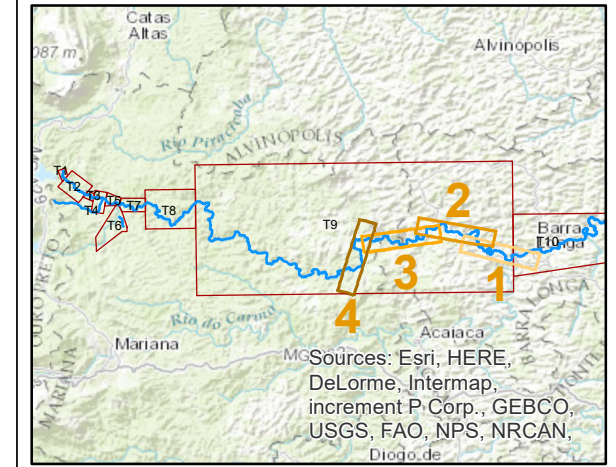 Catas
Altas
087 m
Alvinópolis
Rio Piracicaba
ALVINÓPOLIS
T1
T2
T3
T4
T5
T6
T7
T8
T9
2
Barra
T10
3
1
4
OURO PRETO
MARIANA
Rio do Carmo
Mariana
Acaiaca
BARRA LONGA
Sources: Esri, HERE,
DeLorme, Intermap,
increment P Corp., GEBCO,
USGS, FAO, NPS, NRCAN,
Diogo de